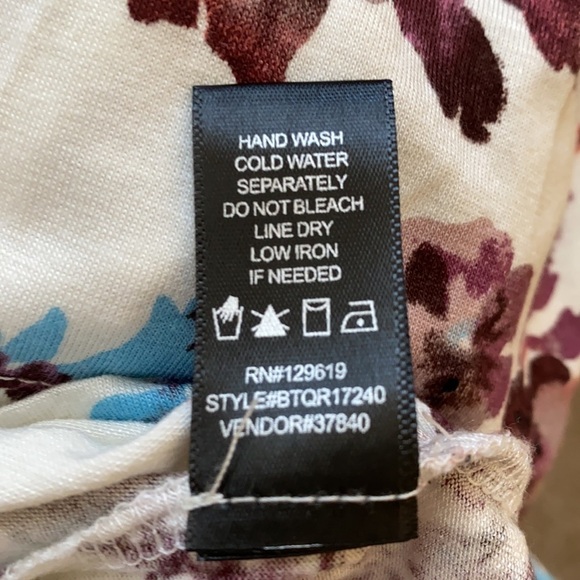 HAND WASH
COLD WATER
SEPARATELY
DO NOT BLEACH
LINE DRY
LOW IRON
IF NEEDED
RN#129619
STYLE#BTQR17240
VENDOR#37840